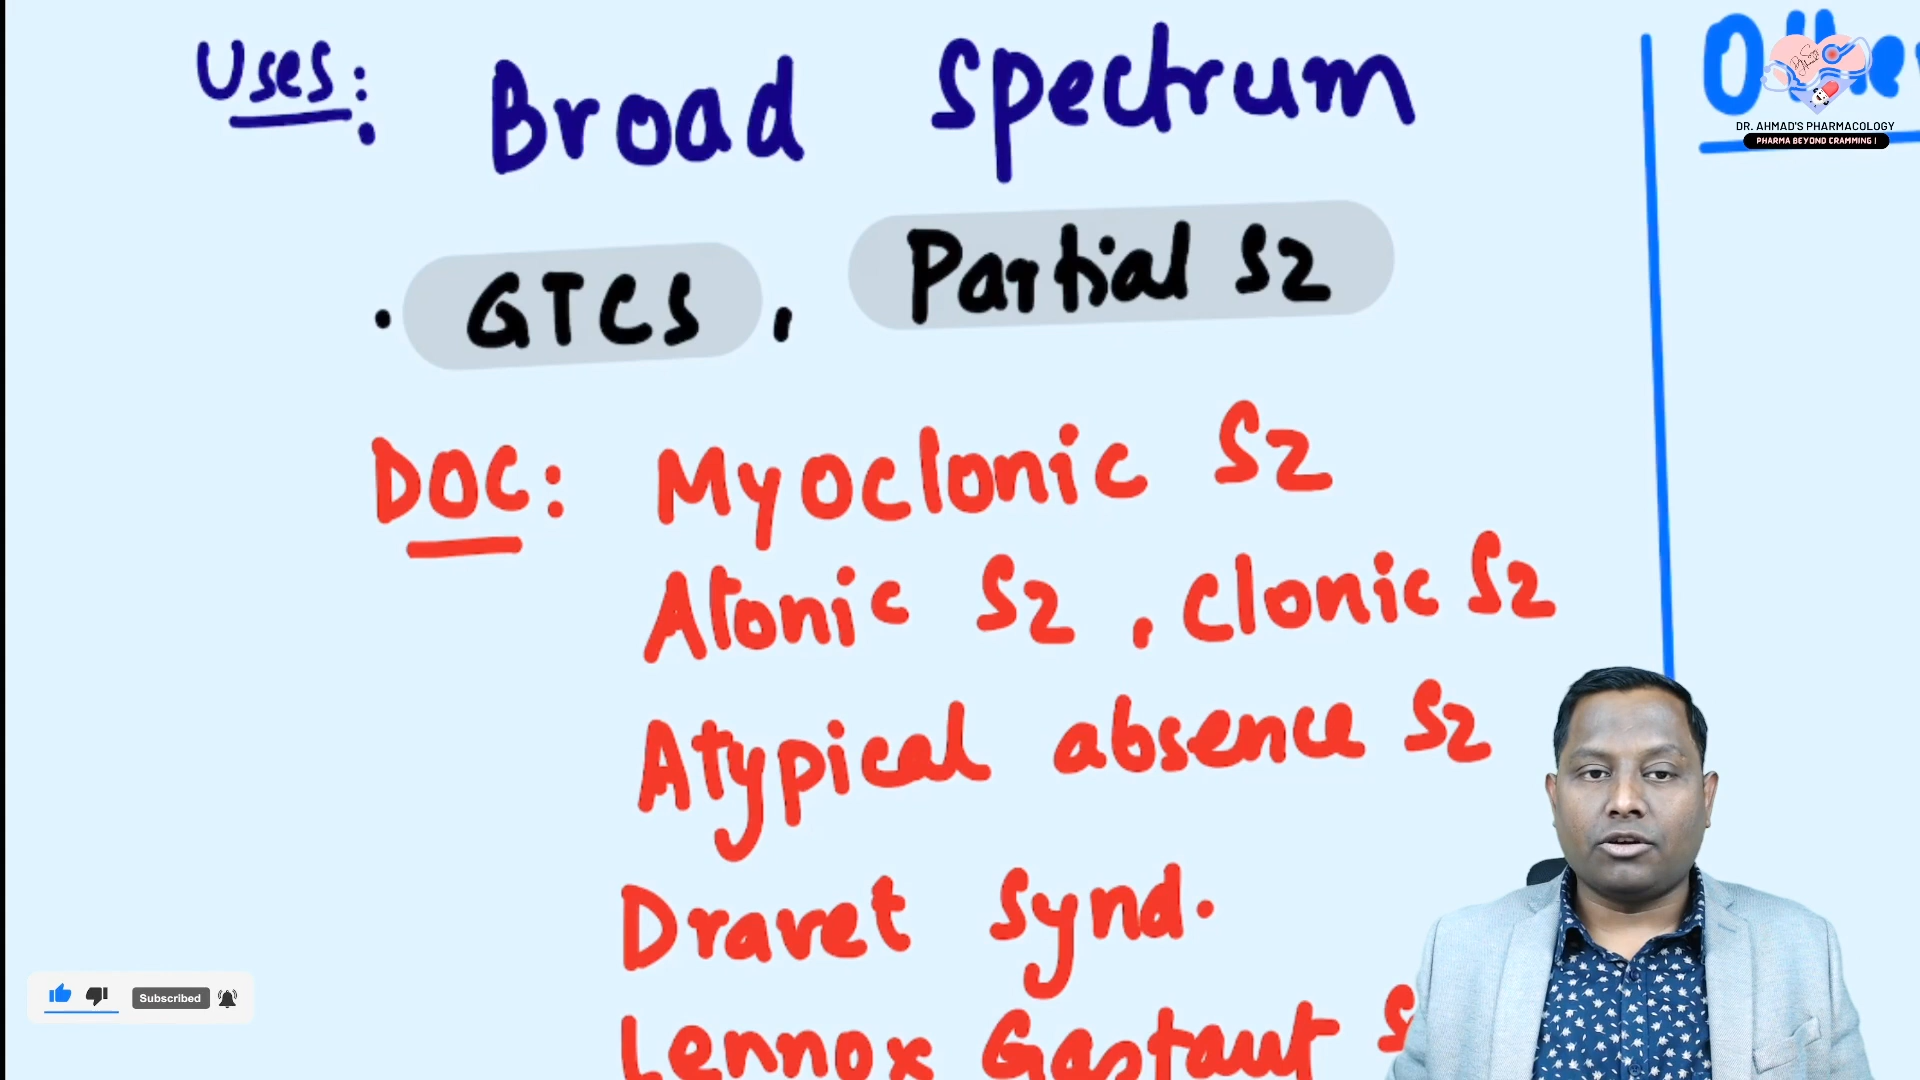 Uses:
Broad Spectrum
• GTCS, Partial Sz
DOC: Myoclonic Sz
Atonic Sz, Clonic Sz
Atypical absence Sz
Dravet Synd.
Lennox Gastaut S
DR. AHMAD'S PHARMACOLOGY
PHARMA BEYOND CRAMMING !
Subscribed